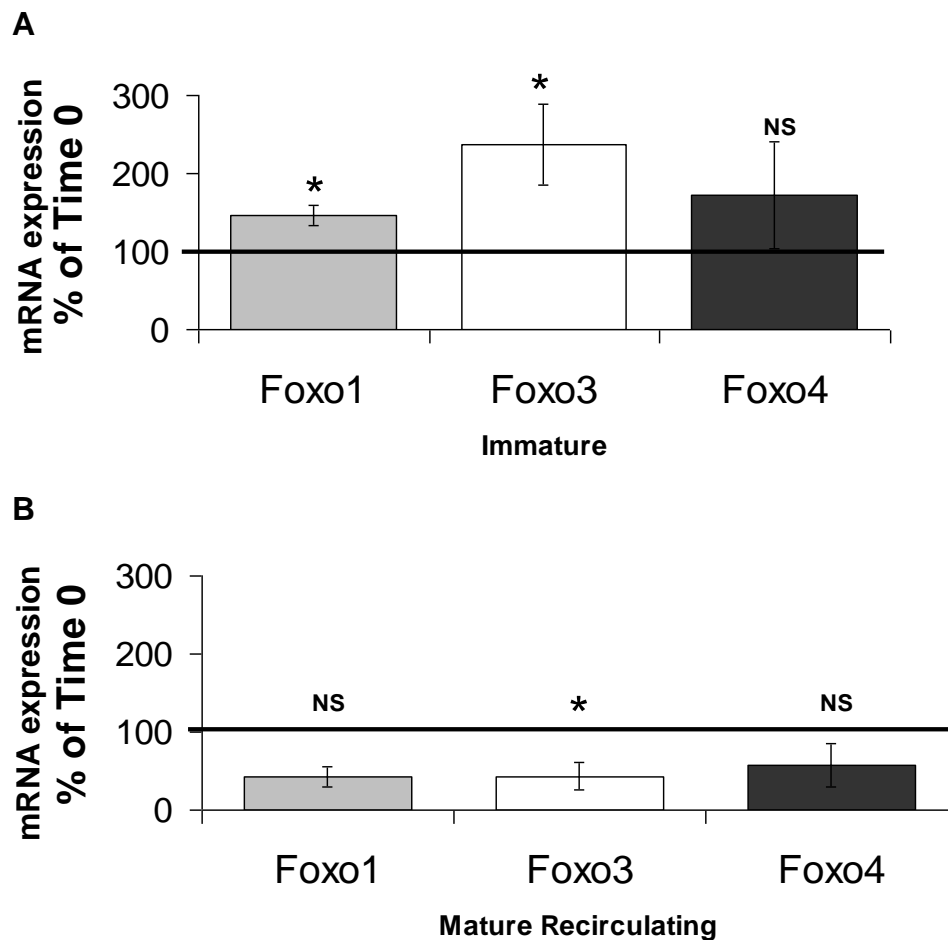 A
mRNA expression
% of Time 0
300
200
100
0
*
*
NS
Foxo1 Foxo3 Foxo4
Immature
B
mRNA expression
% of Time 0
300
200
100
0
NS * NS
Foxo1 Foxo3 Foxo4
Mature Recirculating